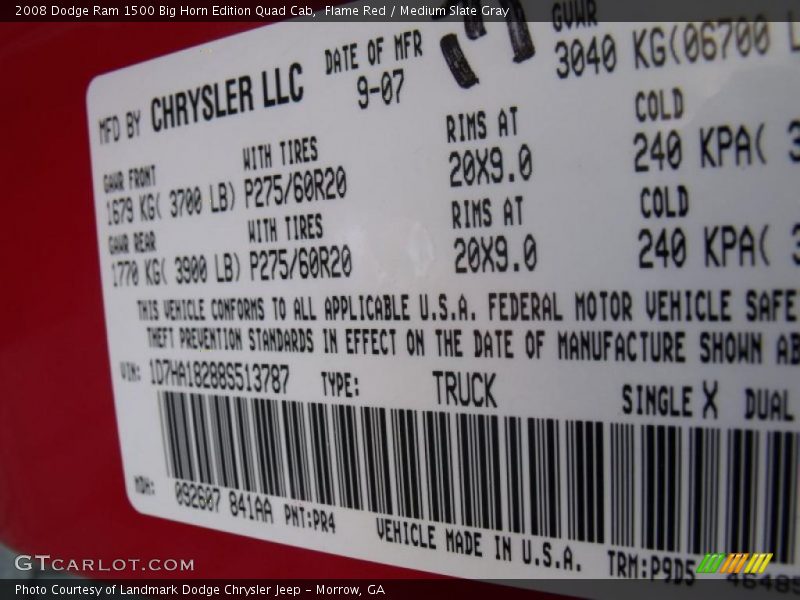 2008 Dodge Ram 1500 Big Horn Edition Quad Cab, Flame Red / Medium Slate Gray
MFD BY CHRYSLER LLC DATE OF MFR GVWR
9-07 3040 KG(06700 L
GAWR FRONT WITH TIRES RIMS AT COLD
1679 KG( 3700 LB) P275/60R20 20X9.0 240 KPA( 3
GAWR REAR WITH TIRES RIMS AT COLD
1770 KG( 3900 LB) P275/60R20 20X9.0 240 KPA( 3
THIS VEHICLE CONFORMS TO ALL APPLICABLE U.S.A. FEDERAL MOTOR VEHICLE SAFE
THEFT PREVENTION STANDARDS IN EFFECT ON THE DATE OF MANUFACTURE SHOWN AB
VIN: 1D7HA18288S513787 TYPE: TRUCK SINGLE X DUAL
MDH: 092607 841AA PNT:PR4 VEHICLE MADE IN U.S.A. TRM:P9D5
GTCARLOT.COM
Photo Courtesy of Landmark Dodge Chrysler Jeep - Morrow, GA